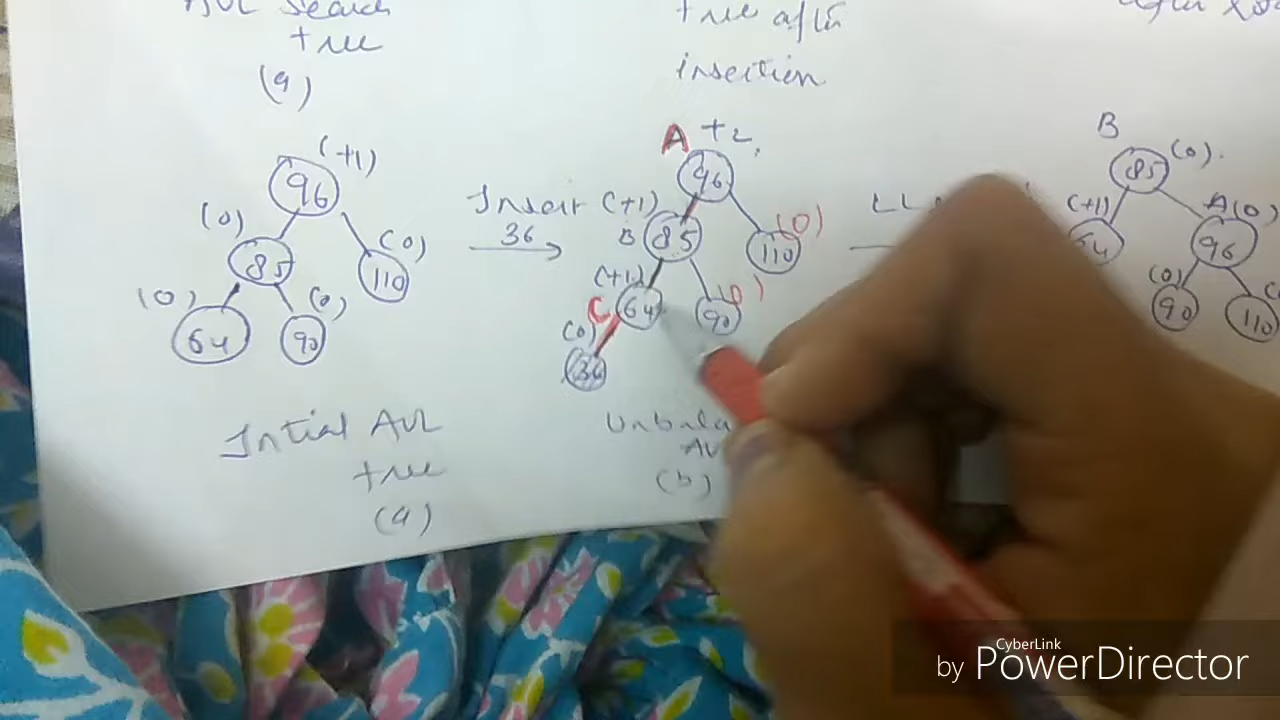 AVL Search
tree
(a)
tree after
insertion
(+1)
96
(0)
85
(0)
110
(0)
64
(0)
90
Intial AVL
tree
(a)
Insert
36
A +2
96
(+1)
B 85
(0)
110
(+1)
C 64
(0)
90
(0)
36
(b)
B
85 (0)
(+1)
64
A(0)
96
(0)
90
110
CyberLink
by PowerDirector